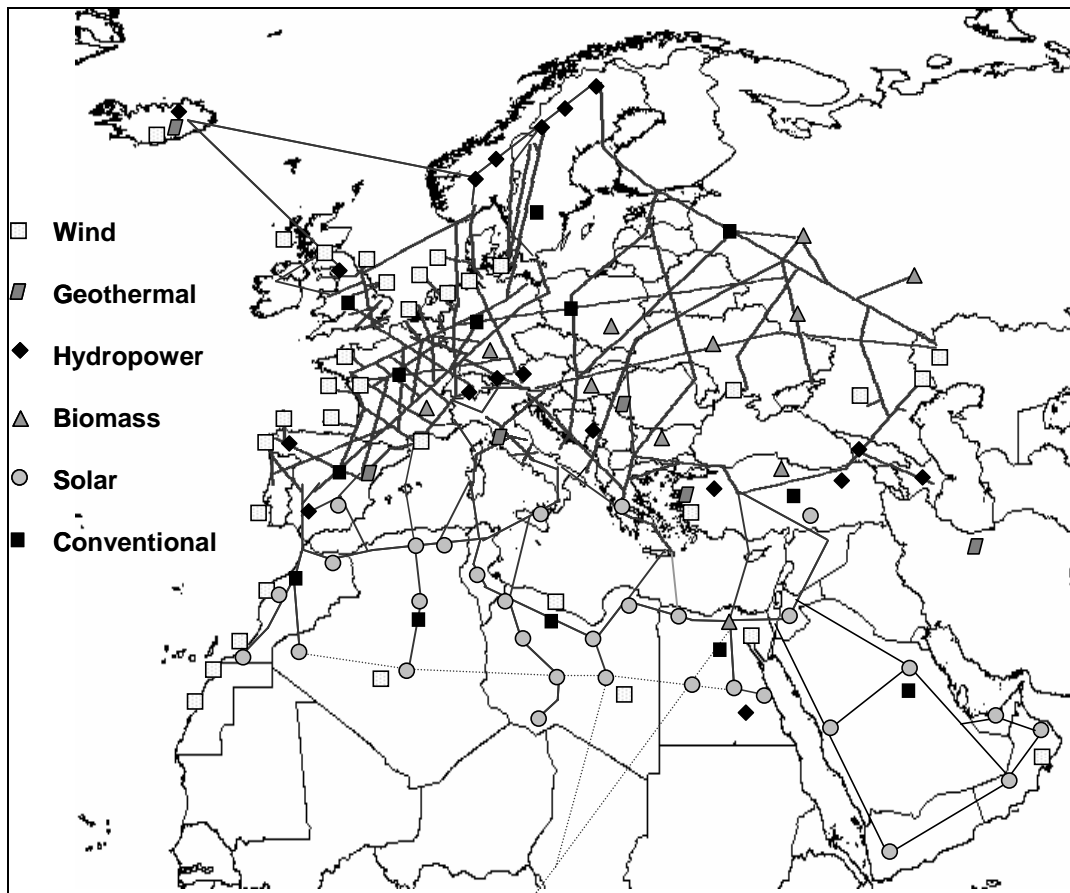 Wind
Geothermal
Hydropower
Biomass
Solar
Conventional